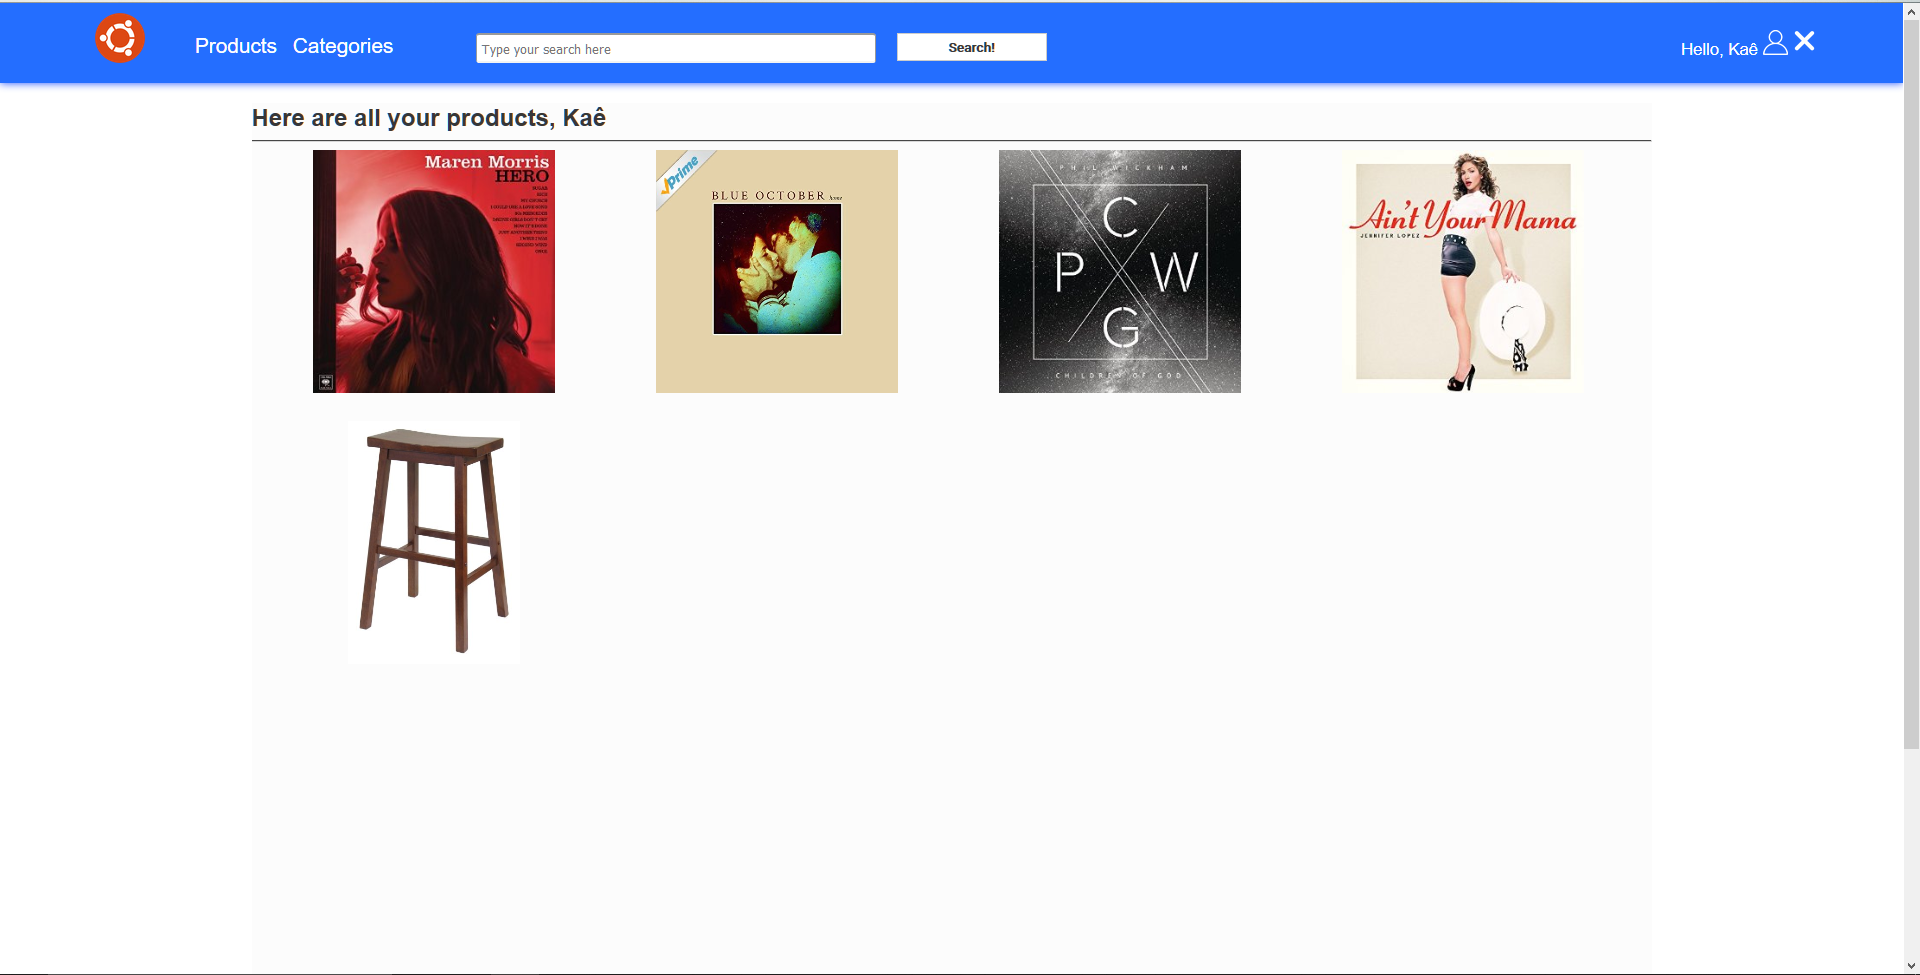 Products Categories
Type your search here
Search!
Hello, Kaê
Here are all your products, Kaê
Maren Morris
HERO
Prime
BLUE OCTOBER home
PHIL WICKHAM
C
P W
G
CHILDREN OF GOD
Ain't Your Mama
JENNIFER LOPEZ